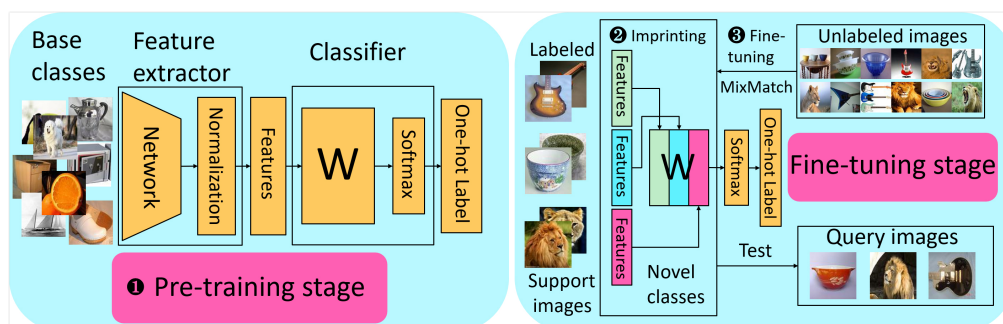 Base
classes
Feature
extractor
Classifier
Network
Normalization
Features
W
Softmax
One-hot Label
❶ Pre-training stage
Labeled
Support
images
❷ Imprinting
Features
Features
Features
W
Novel
classes
❸ Fine-
tuning
MixMatch
Softmax
One-hot Label
Unlabeled images
Fine-tuning stage
Test
Query images